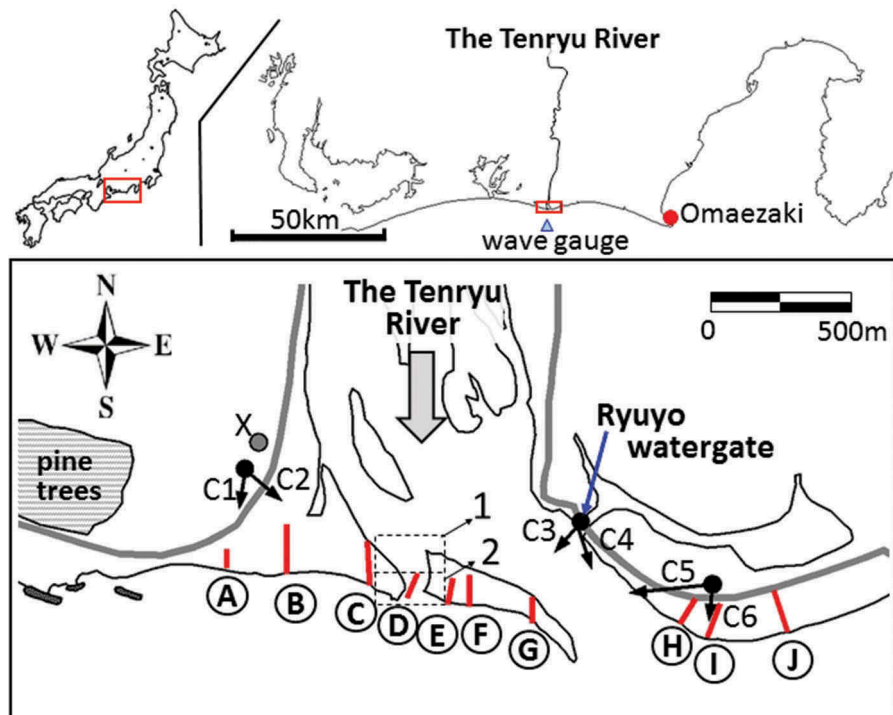 The Tenryu River
50km
wave gauge
Omaezaki
N
W E
S
The Tenryu
River
0 500m
X
pine
trees
C1
C2
Ryuyo
watergate
1
2
C3
C4
C5
C6
A
B
C
D
E
F
G
H
I
J